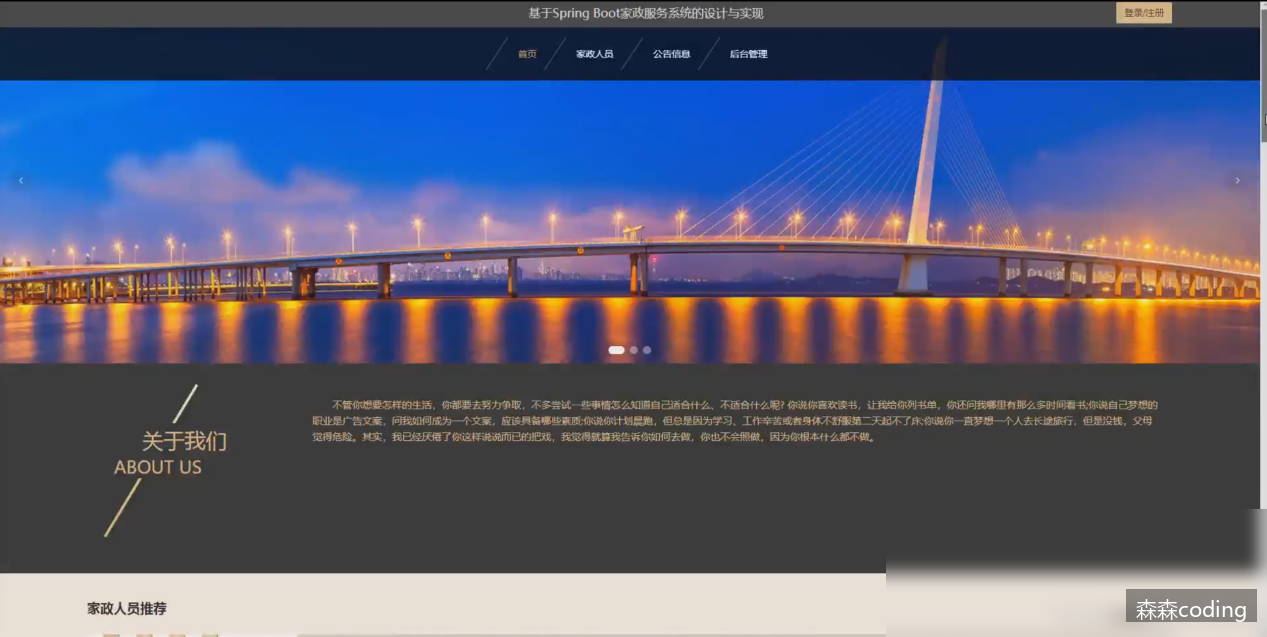 基于Spring Boot家政服务系统的设计与实现
登录/注册
首页
家政人员
公告信息
后台管理
关于我们
ABOUT US
不管你想要怎样的生活，你都要去努力争取，不多尝试一些事情怎么知道自己适合什么、不适合什么呢? 你说你喜欢读书，让我给你列书单，你还问我哪里有那么多时间看书;你说自己梦想的
职业是广告文案，问我如何成为一个文案，应该具备哪些素质;你说你计划晨跑，但总是因为学习、工作辛苦或者身体不舒服第二天起不了床;你说你一直梦想一个人去长途旅行，但是没钱，父母
觉得危险。其实，我已经厌倦了你这样说说而已的把戏，我觉得就算我告诉你如何去做，你也不会照做，因为你根本什么都不做。
家政人员推荐
森森coding